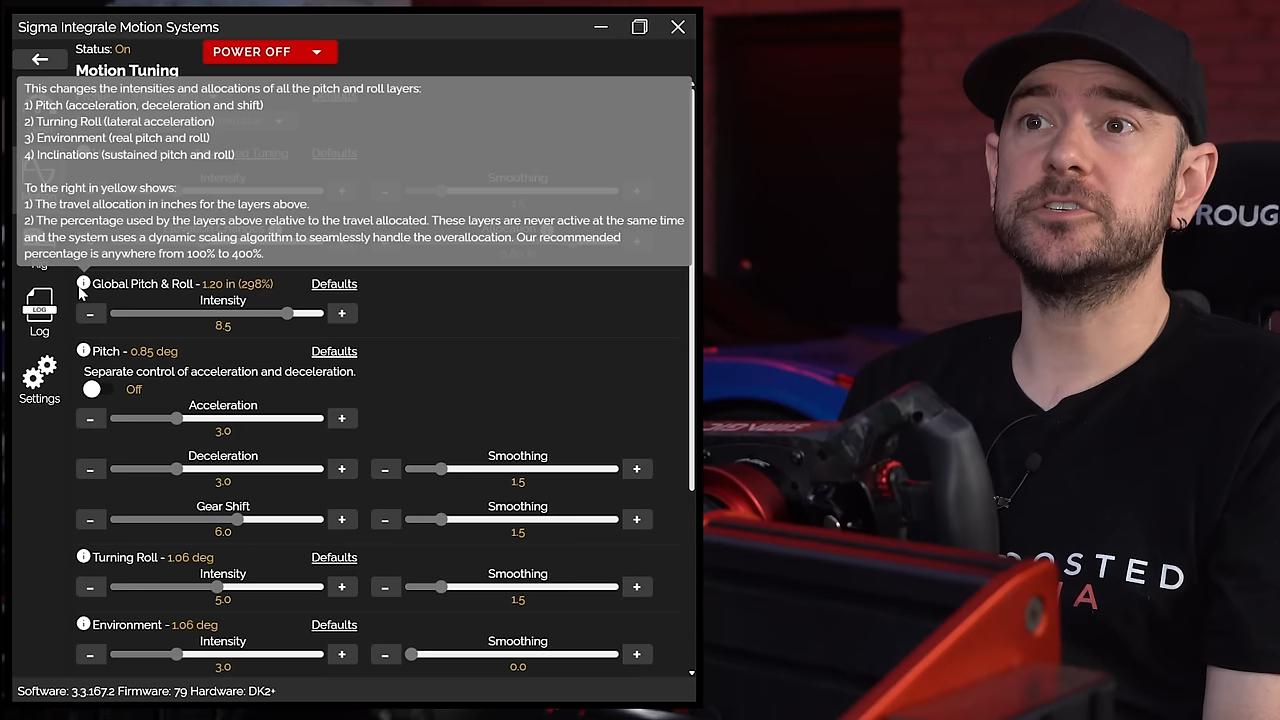 Sigma Integrale Motion Systems
Status: On
POWER OFF
Motion Tuning
This changes the intensities and allocations of all the pitch and roll layers:
1) Pitch (acceleration, deceleration and shift)
2) Turning Roll (lateral acceleration)
3) Environment (real pitch and roll)
4) Inclinations (sustained pitch and roll)
To the right in yellow shows:
1) The travel allocation in inches for the layers above.
2) The percentage used by the layers above relative to the travel allocated. These layers are never active at the same time
and the system uses a dynamic scaling algorithm to seamlessly handle the overallocation. Our recommended
percentage is anywhere from 100% to 400%.
Defaults
Intensity
Smoothing
Global Pitch & Roll - 1.20 in (298%) Defaults
Intensity
8.5
LOG
Log
Pitch - 0.85 deg Defaults
Separate control of acceleration and deceleration.
Off
Settings
Acceleration
3.0
Deceleration Smoothing
3.0 1.5
Gear Shift Smoothing
6.0 1.5
Turning Roll - 1.06 deg Defaults
Intensity Smoothing
5.0 1.5
Environment - 1.06 deg Defaults
Intensity Smoothing
3.0 0.0
Software: 3.3.167.2 Firmware: 79 Hardware: DK2+
ROUG
OOSTED
IA